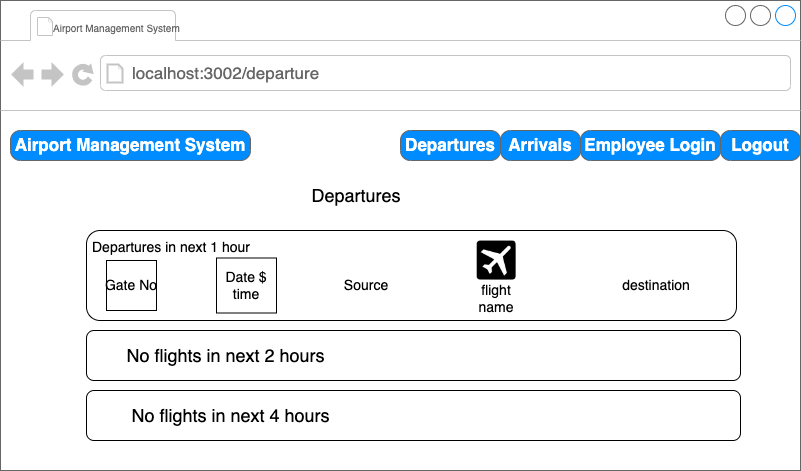 Airport Management System
localhost:3002/departure
Airport Management System
Departures
Arrivals
Employee Login
Logout
Departures
Departures in next 1 hour
Gate No
Date $
time
Source
flight
name
destination
No flights in next 2 hours
No flights in next 4 hours